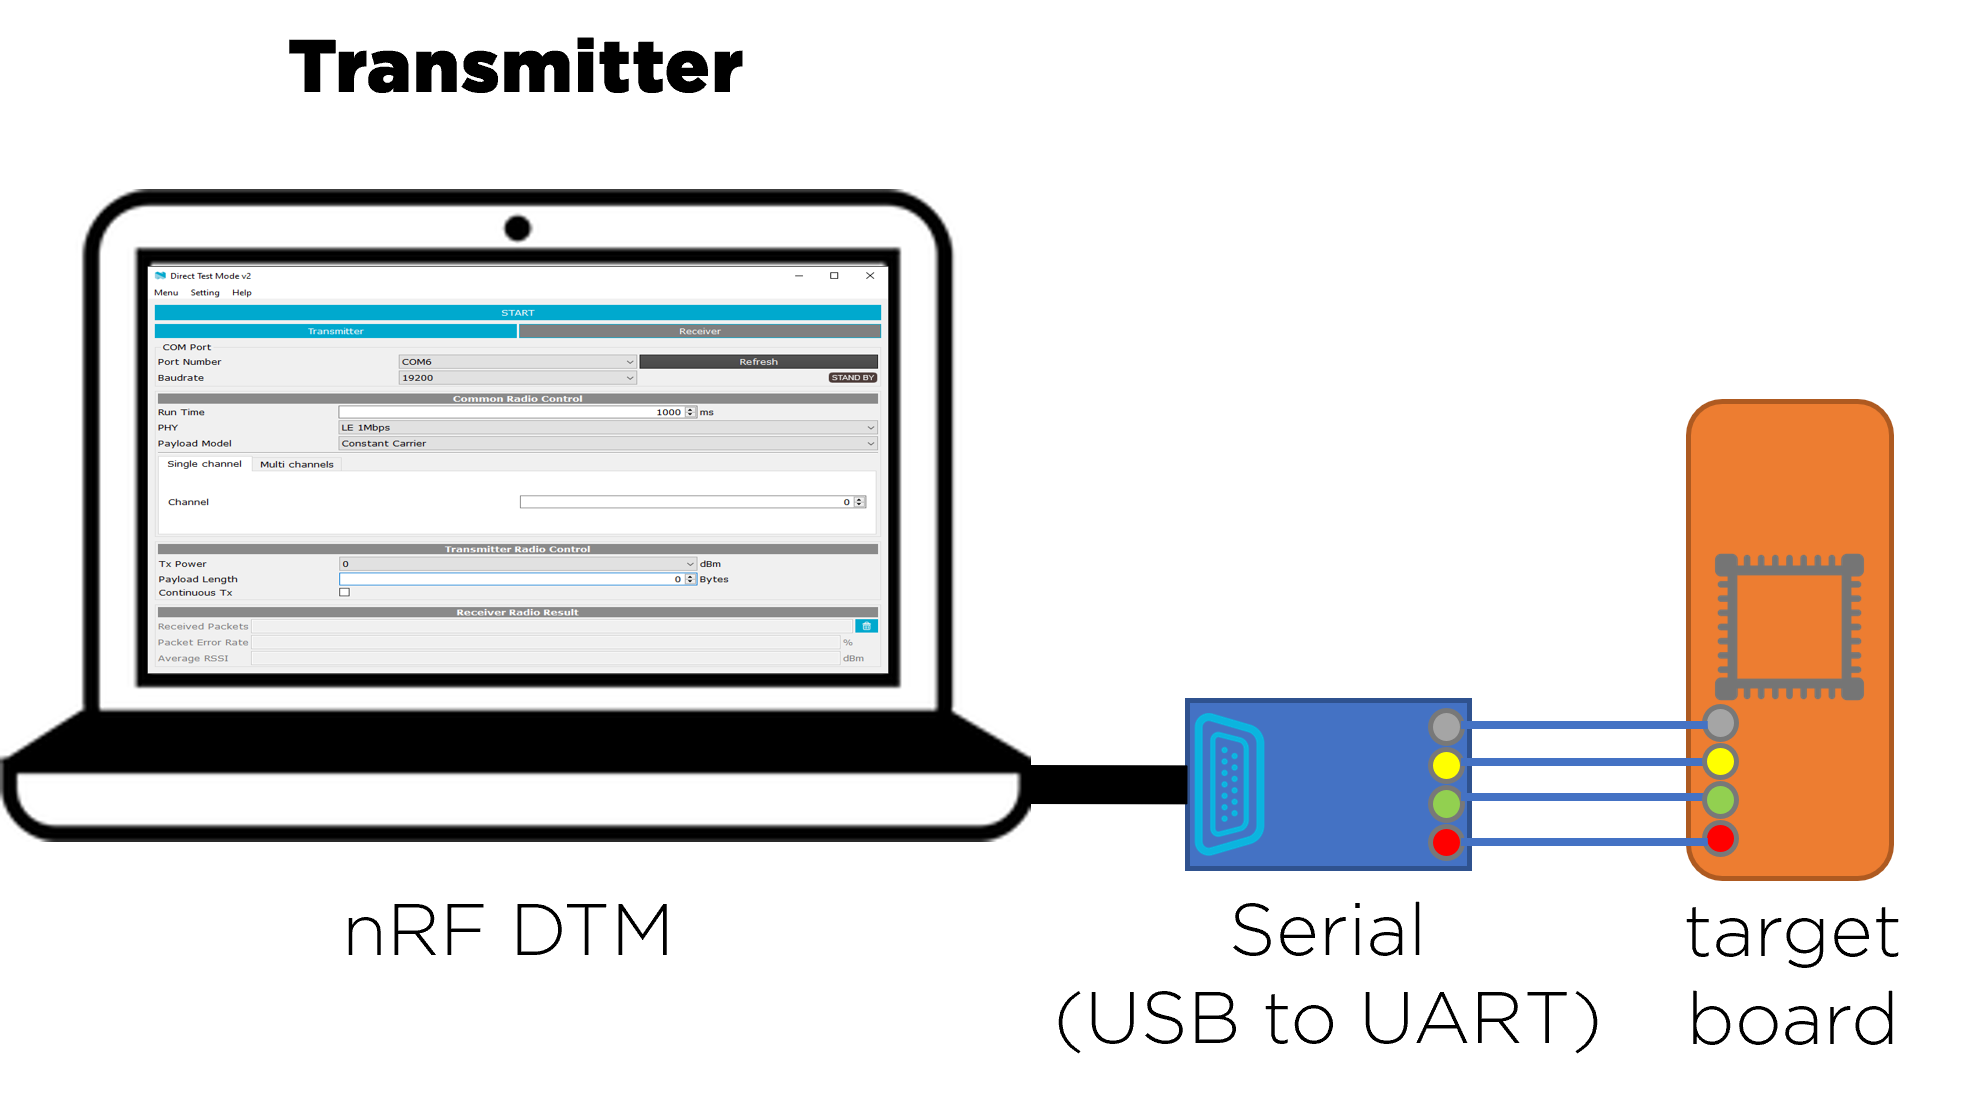 Transmitter
Direct Test Mode v2
Menu Setting Help
START
Transmitter Receiver
COM Port
Port Number COM6 Refresh
Baudrate 19200 STAND BY
Common Radio Control
Run Time 1000 ms
PHY LE 1Mbps
Payload Model Constant Carrier
Single channel Multi channels
Channel 0
Transmitter Radio Control
Tx Power 0 dBm
Payload Length 0 Bytes
Continuous Tx
Receiver Radio Result
Received Packets
Packet Error Rate %
Average RSSI dBm
nRF DTM
Serial
(USB to UART)
target
board